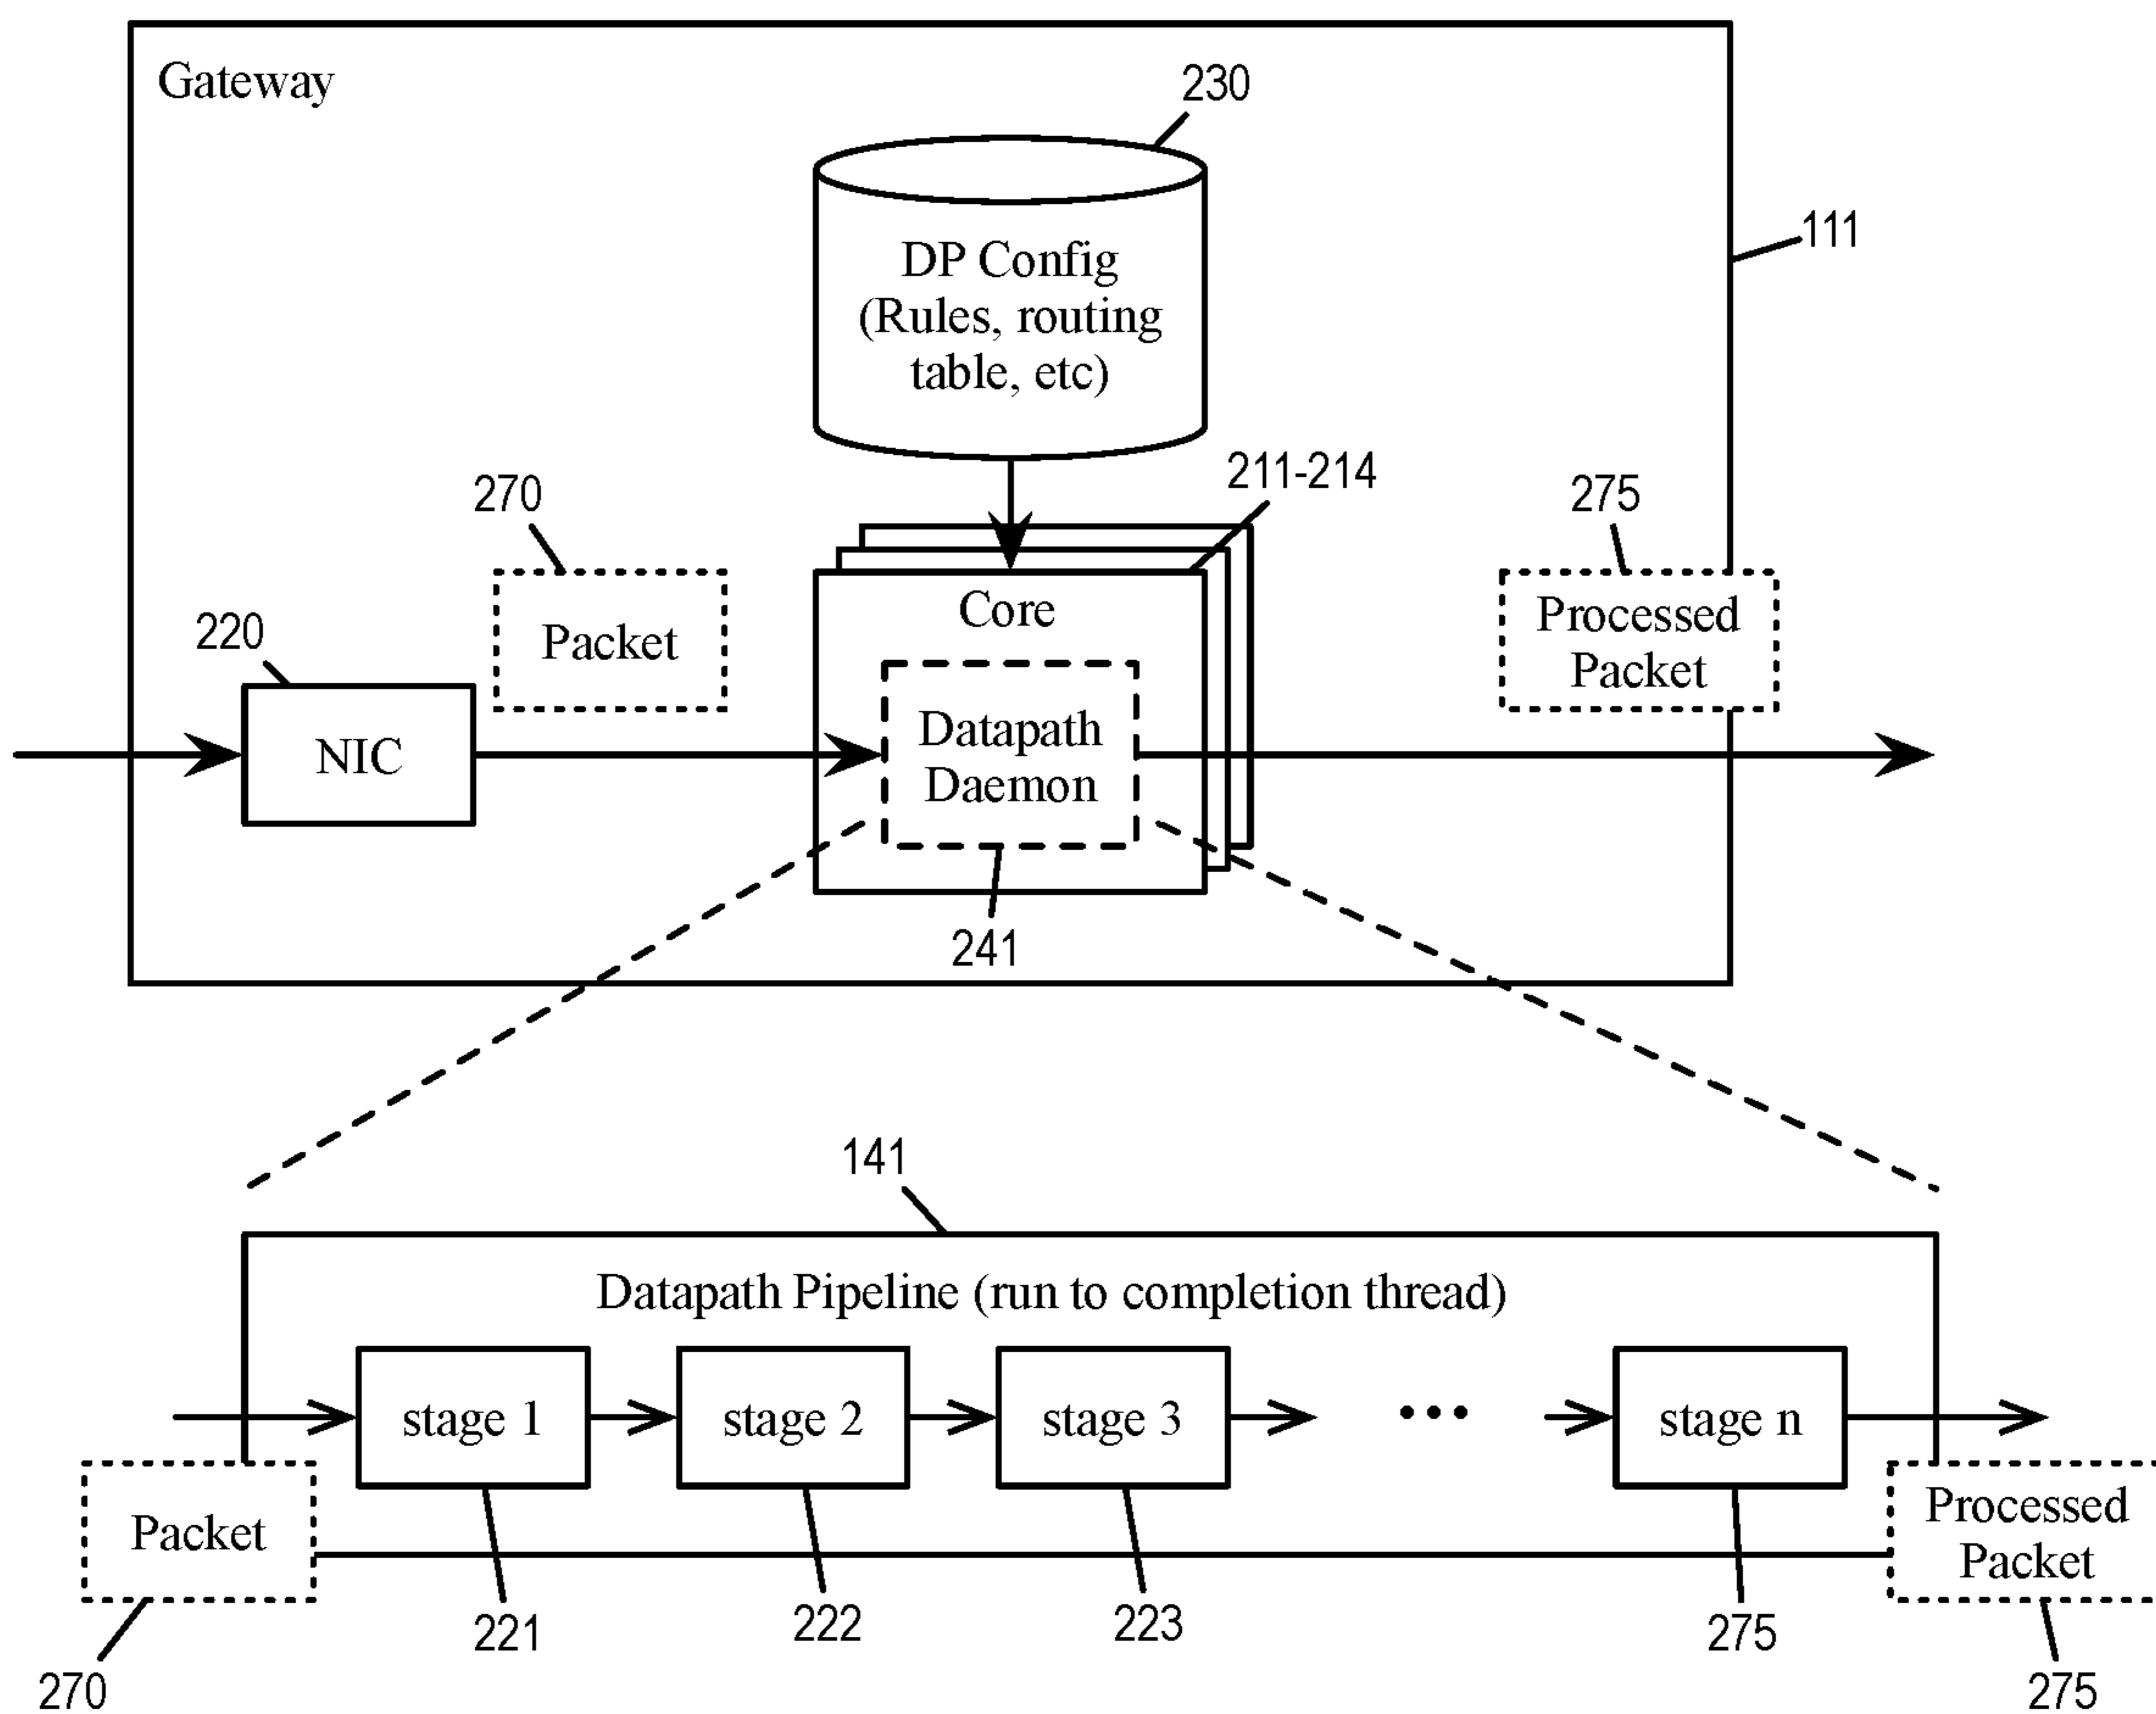 Gateway
230
DP Config
(Rules, routing
table, etc)
111
211-214
270
275
Packet
Core
Processed
Packet
220
NIC
Datapath
Daemon
241
141
Datapath Pipeline (run to completion thread)
stage 1
stage 2
stage 3
•••
stage n
Packet
Processed
Packet
221
222
223
275
270
275